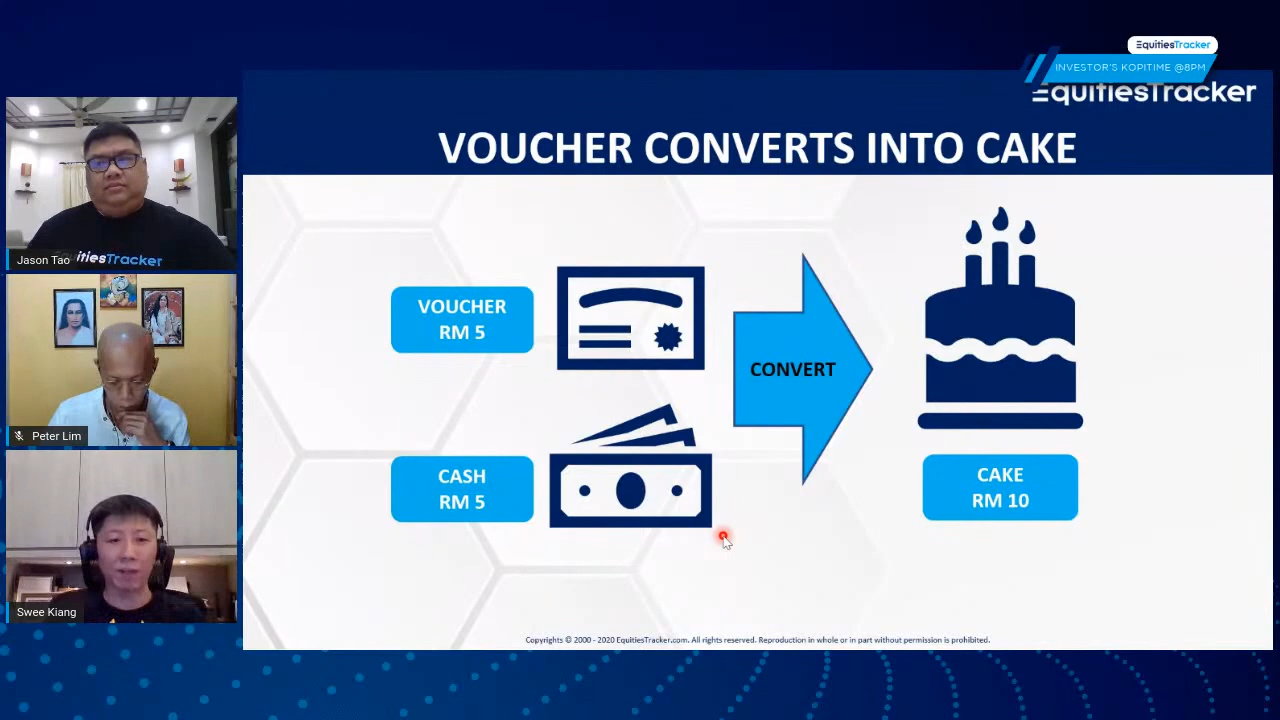 EquitiesTracker
INVESTOR'S KOPITIME @8PM
EquitiesTracker
VOUCHER CONVERTS INTO CAKE
Jason Tao
itiesTracker
Peter Lim
Swee Kiang
VOUCHER
RM 5
CONVERT
CASH
RM 5
CAKE
RM 10
Copyrights © 2000 - 2020 EquitiesTracker.com. All rights reserved. Reproduction in whole or in part without permission is prohibited.